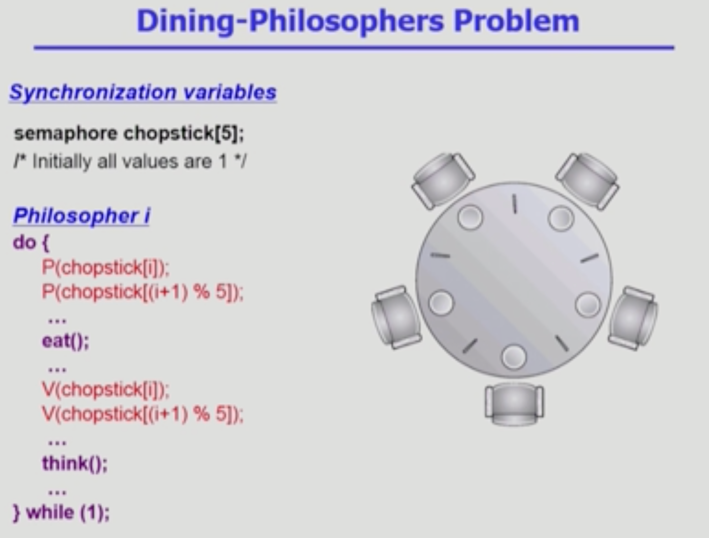 Dining-Philosophers Problem
Synchronization variables
semaphore chopstick[5];
/* Initially all values are 1 */
Philosopher i
do {
P(chopstick[i]);
P(chopstick[(i+1) % 5]);
...
eat();
...
V(chopstick[i]);
V(chopstick[(i+1) % 5]);
...
think();
...
} while (1);